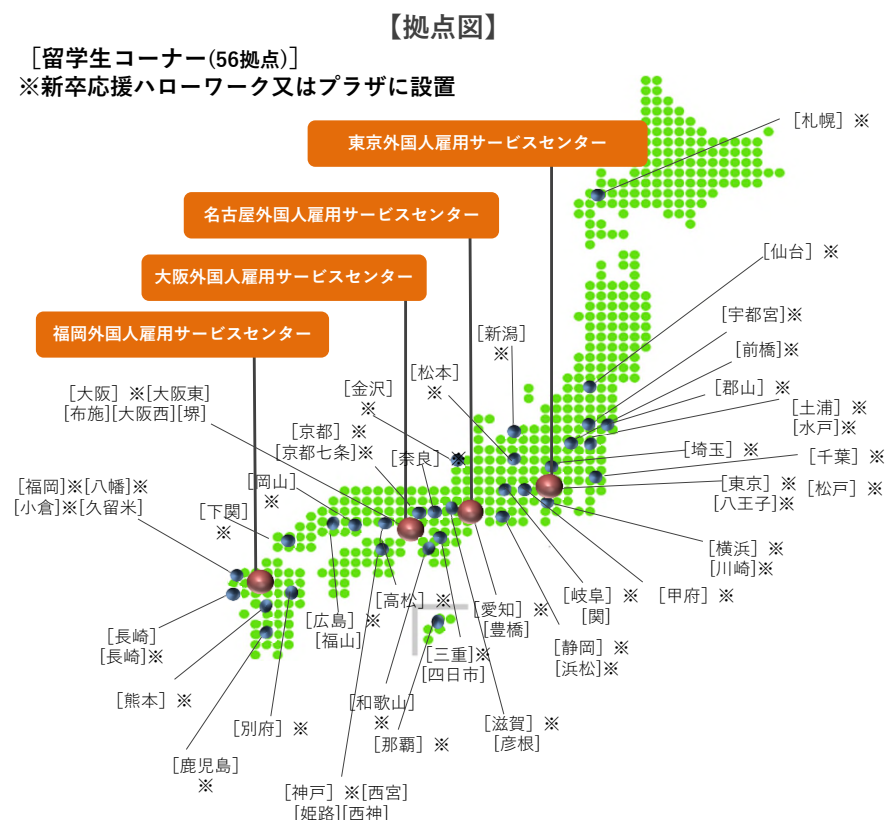 【拠点図】
［留学生コーナー(56拠点)］
※新卒応援ハローワーク又はプラザに設置
東京外国人雇用サービスセンター
名古屋外国人雇用サービスセンター
大阪外国人雇用サービスセンター
福岡外国人雇用サービスセンター
［札幌］※
［仙台］※
［宇都宮]※
［前橋]※
［郡山］※
［土浦］※
［水戸］※
［埼玉］※
［千葉］※
［東京］※
［八王子]※
［松戸］※
［横浜］※
［川崎]※
［甲府］※
［岐阜］※
［関］
［静岡］※
［浜松]※
［新潟］
※
［松本］
※
［金沢］
※
［大阪］※[大阪東]
［布施][大阪西][堺］
［京都］※
［京都七条］※
［奈良］※
［岡山］
※
［福岡］※[八幡］※
［小倉］※[久留米］
［下関］
※
［長崎］
［長崎]※
［熊本］※
［鹿児島］
※
［別府］※
［広島］※
［福山］
［高松］※
［神戸］※[西宮］
［姫路][西神］
［和歌山］
※
［那覇］※
［三重］※
［四日市］
［愛知］※
［豊橋］
［滋賀］※
［彦根］